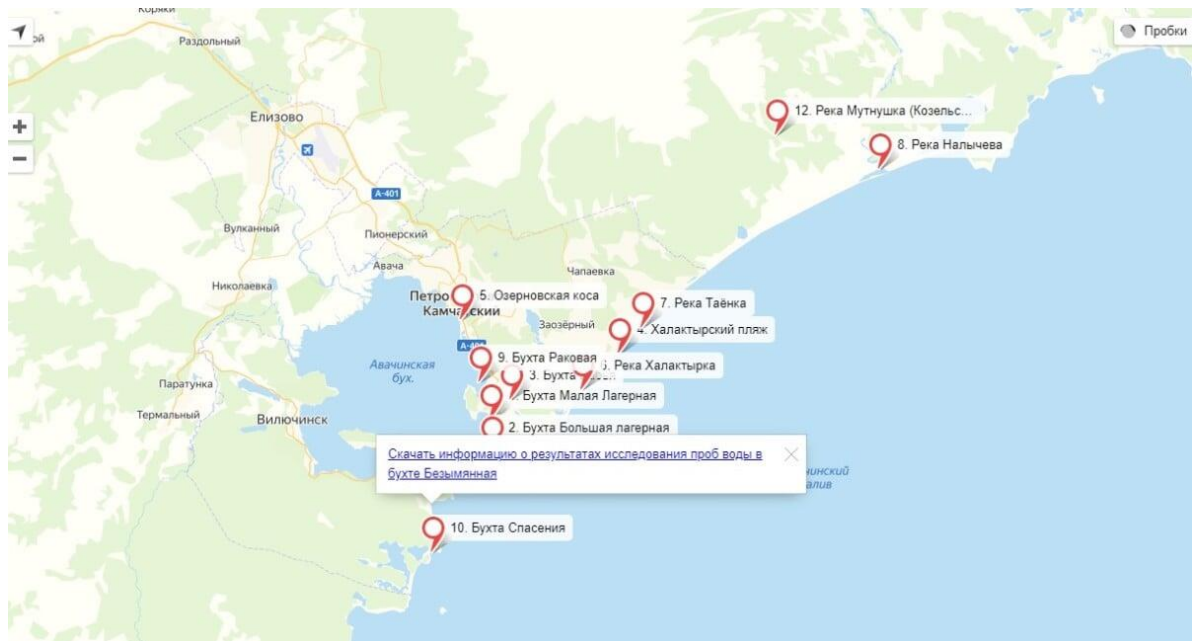 Коряки
Раздольный
Пробки
Елизово
12. Река Мутнушка (Козельс...
8. Река Налычева
А-401
Вулканный
Пионерский
Авача
Чапаевка
Николаевка
5. Озерновская коса
7. Река Таёнка
Камчатский
Заозёрный
4. Халактырский пляж
Авачинская
бух.
9. Бухта Раковая
6. Река Халактырка
3. Бухта
Паратунка
Бухта Малая Лагерная
Термальный
Вилючинск
2. Бухта Большая лагерная
Скачать информацию о результатах исследования проб воды в
бухте Безымянная
10. Бухта Спасения